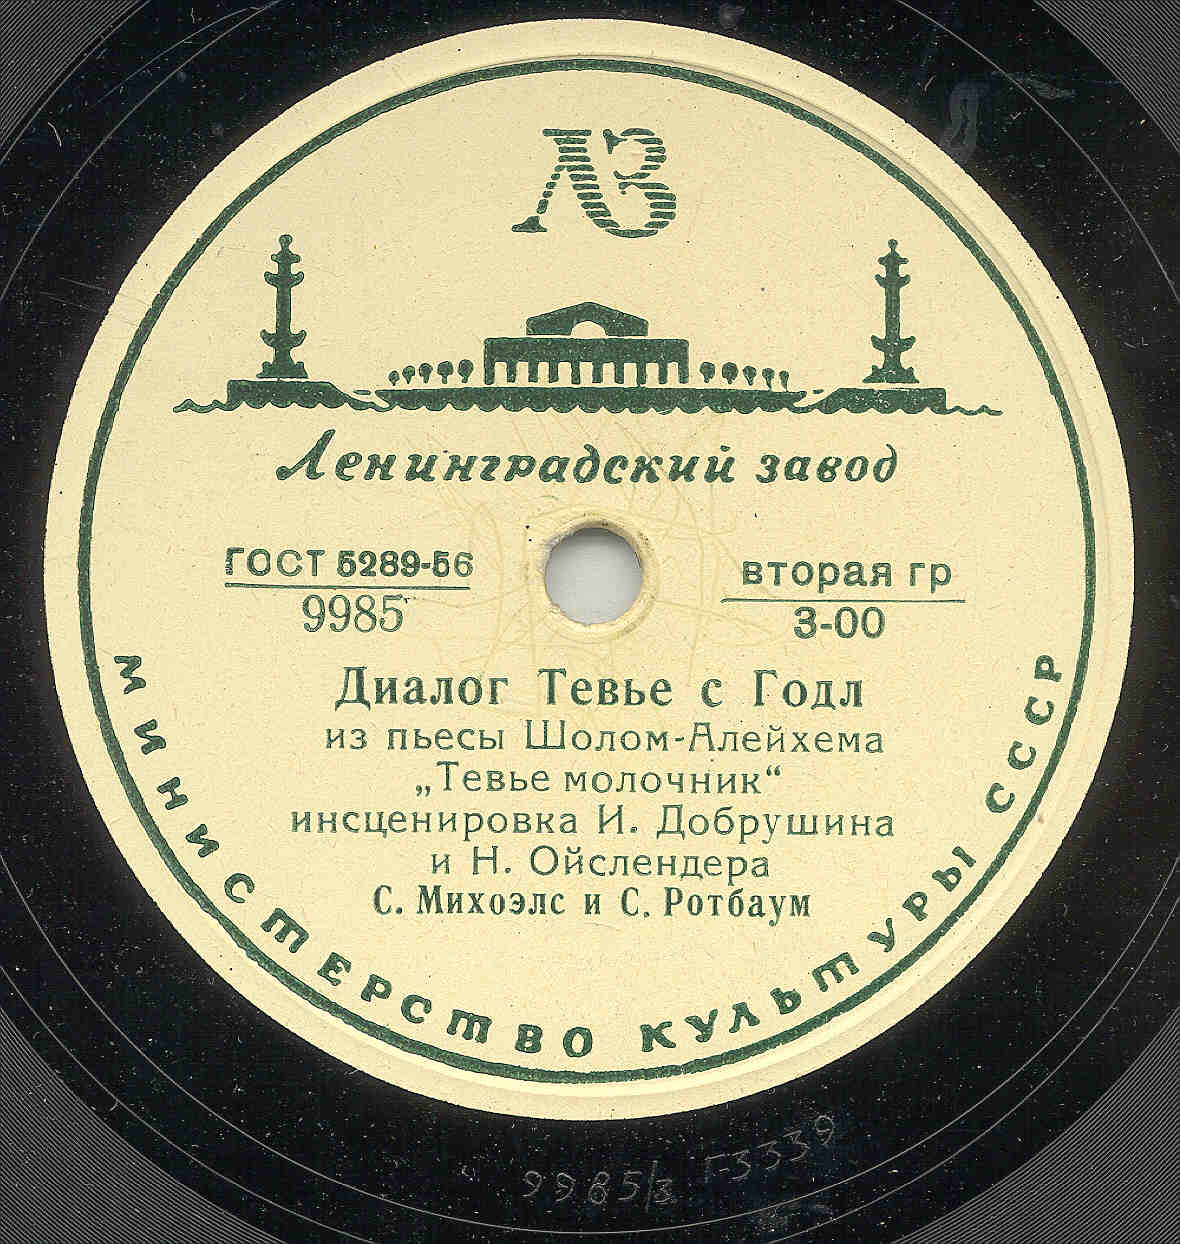 ЛЗ
Ленинградский завод
ГОСТ 5289-56
9985
вторая гр
3-00
Диалог Тевье с Годл
из пьесы Шолом-Алейхема
„Тевье молочник“
инсценировка И. Добрушина
и Н. Ойслендера
С. Михоэлс и С. Ротбаум
МИНИСТЕРСТВО КУЛЬТУРЫ СССР
9985/3 Г-3339